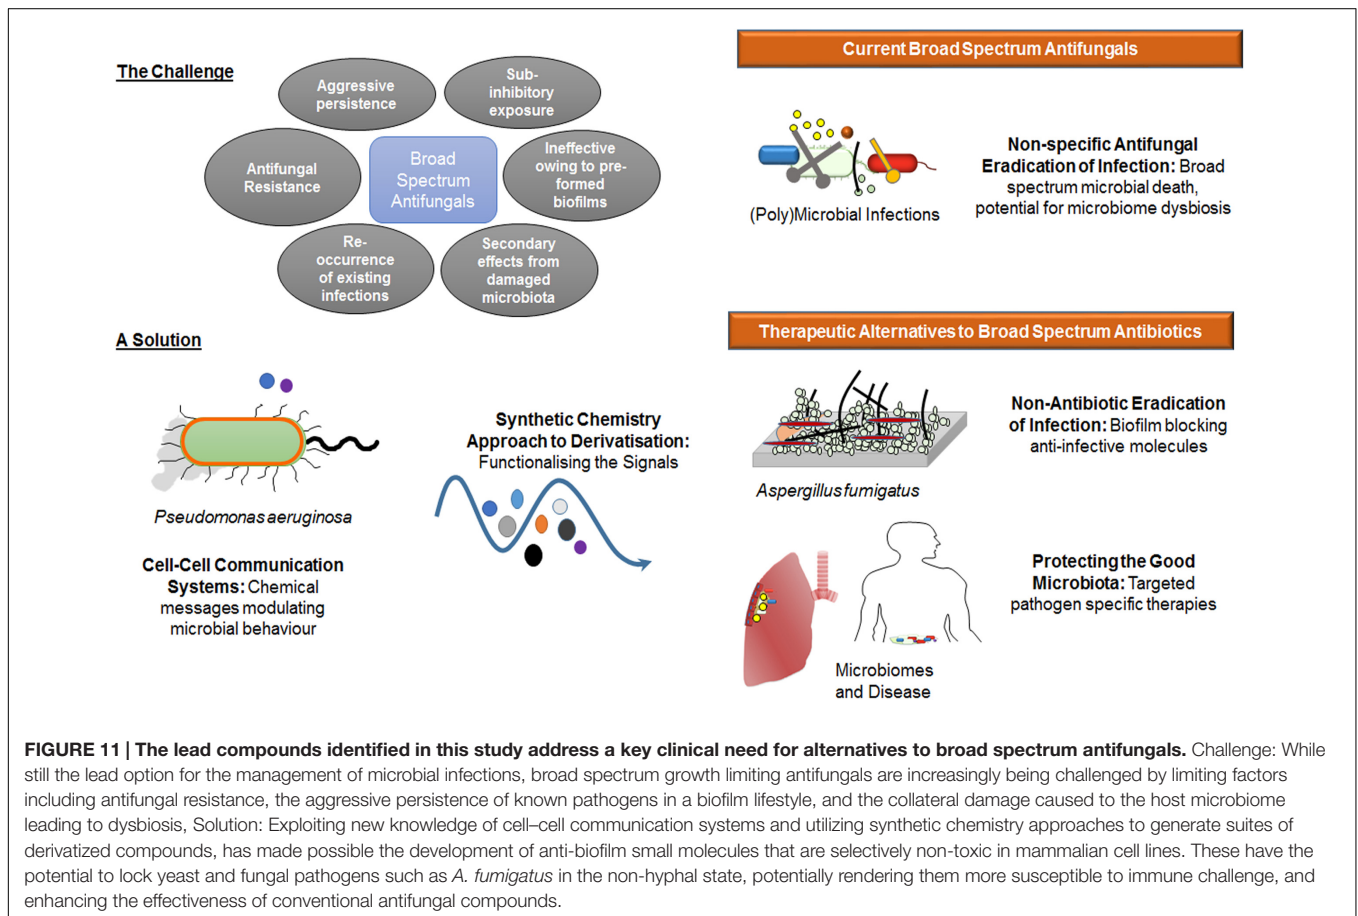 The Challenge
Aggressive
persistence
Sub-
inhibitory
exposure
Antifungal
Resistance
Broad
Spectrum
Antifungals
Ineffective
owing to pre-
formed
biofilms
Re-
occurrence
of existing
infections
Secondary
effects from
damaged
microbiota
Current Broad Spectrum Antifungals
(Poly)Microbial Infections
Non-specific Antifungal
Eradication of Infection: Broad
spectrum microbial death,
potential for microbiome dysbiosis
A Solution
Pseudomonas aeruginosa
Cell-Cell Communication
Systems: Chemical
messages modulating
microbial behaviour
Synthetic Chemistry
Approach to Derivatisation:
Functionalising the Signals
Therapeutic Alternatives to Broad Spectrum Antibiotics
Aspergillus fumigatus
Non-Antibiotic Eradication
of Infection: Biofilm blocking
anti-infective molecules
Microbiomes
and Disease
Protecting the Good
Microbiota: Targeted
pathogen specific therapies
FIGURE 11 | The lead compounds identified in this study address a key clinical need for alternatives to broad spectrum antifungals. Challenge: While
still the lead option for the management of microbial infections, broad spectrum growth limiting antifungals are increasingly being challenged by limiting factors
including antifungal resistance, the aggressive persistence of known pathogens in a biofilm lifestyle, and the collateral damage caused to the host microbiome
leading to dysbiosis, Solution: Exploiting new knowledge of cell–cell communication systems and utilizing synthetic chemistry approaches to generate suites of
derivatized compounds, has made possible the development of anti-biofilm small molecules that are selectively non-toxic in mammalian cell lines. These have the
potential to lock yeast and fungal pathogens such as A. fumigatus in the non-hyphal state, potentially rendering them more susceptible to immune challenge, and
enhancing the effectiveness of conventional antifungal compounds.